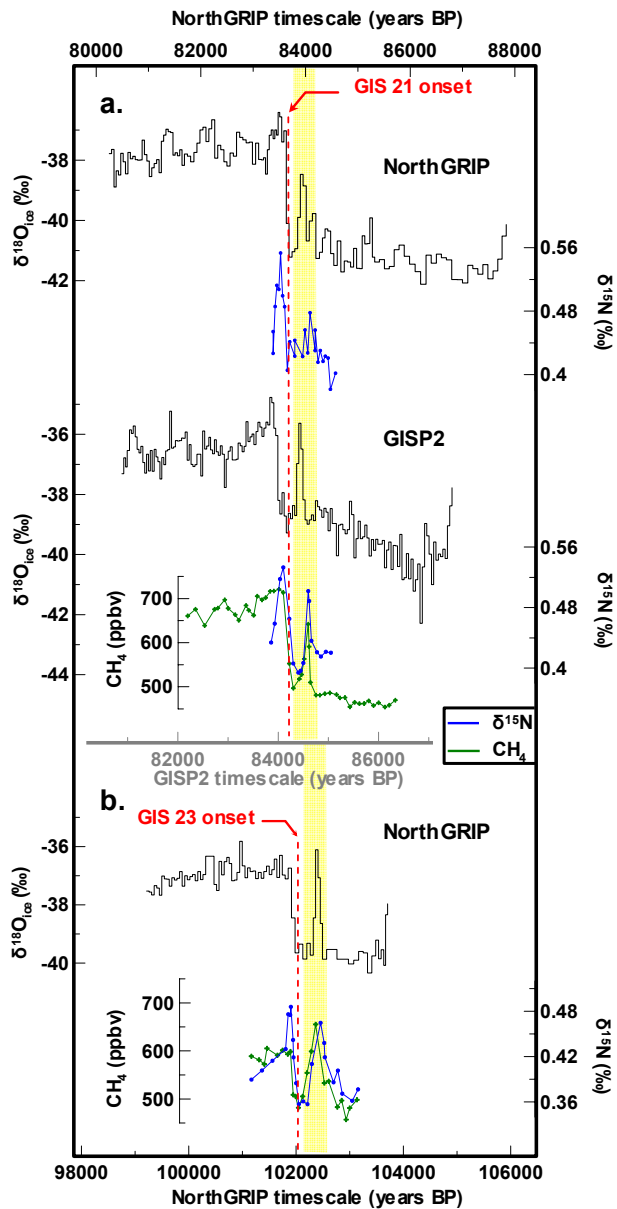 NorthGRIP timescale (years BP)
80000 82000 84000 86000 88000
a.
GIS 21 onset
NorthGRIP
-38
-40
-42
δ¹⁸Oice (‰)
0.56
0.48
0.4
δ¹⁵N (‰)
GISP2
-36
-38
-40
-42
-44
δ¹⁸Oice (‰)
0.56
0.48
0.4
δ¹⁵N (‰)
700
650
600
550
500
450
CH₄ (ppbv)
δ¹⁵N
CH₄
82000 84000 86000
GISP2 timescale (years BP)
b.
GIS 23 onset
NorthGRIP
-36
-37
-38
-40
δ¹⁸Oice (‰)
700
600
500
CH₄ (ppbv)
0.48
0.42
0.36
δ¹⁵N (‰)
98000 100000 102000 104000 106000
NorthGRIP timescale (years BP)